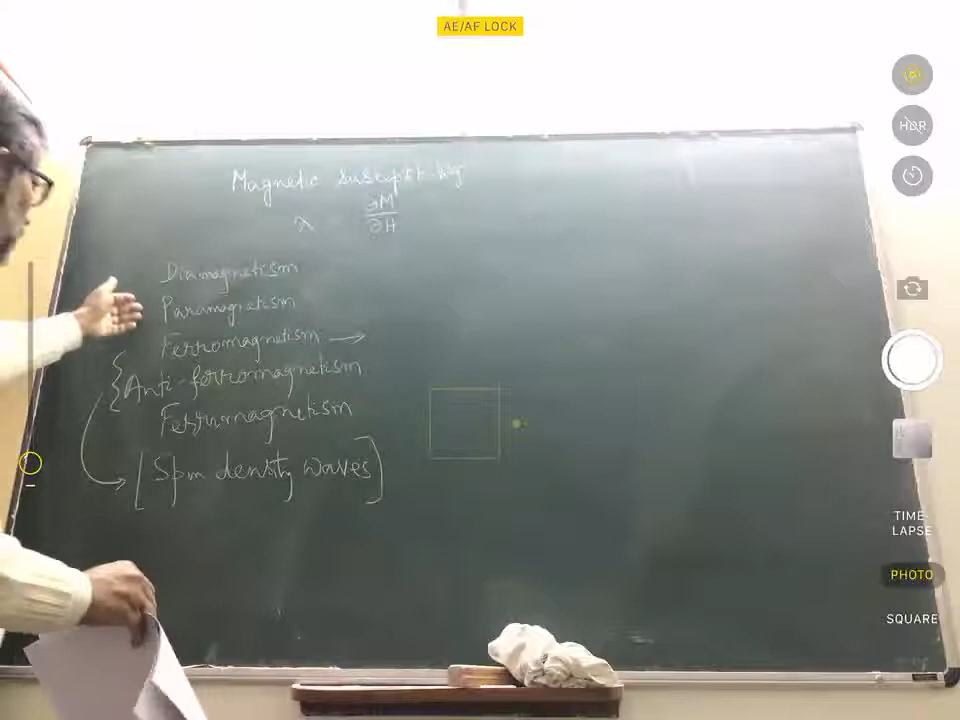 AE/AF LOCK
HDR
Magnetic Susceptibility
λ ∂M/∂H
Diamagnetism
Paramagnetism
Ferromagnetism →
Anti-ferromagnetism
Ferrimagnetism
[Spin density waves]
TIME-
LAPSE
PHOTO
SQUARE